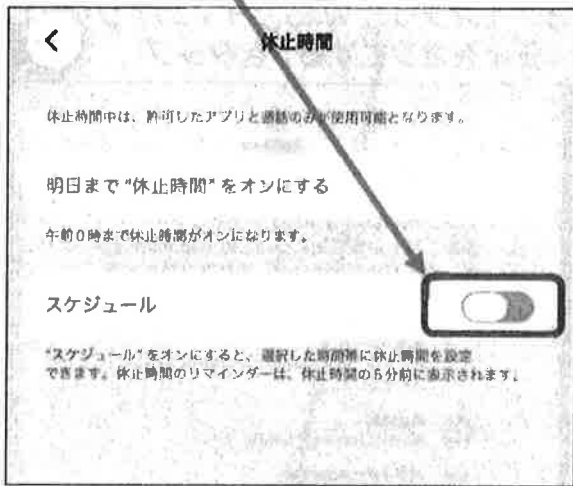 休止時間
休止時間中は、許可したアプリと通話のみが使用可能となります。
明日まで“休止時間”をオンにする
午前0時まで休止時間がオンになります。
スケジュール
“スケジュール”をオンにすると、選択した時間帯に休止時間を設定
できます。休止時間のリマインダーは、休止時間の5分前に表示されます。